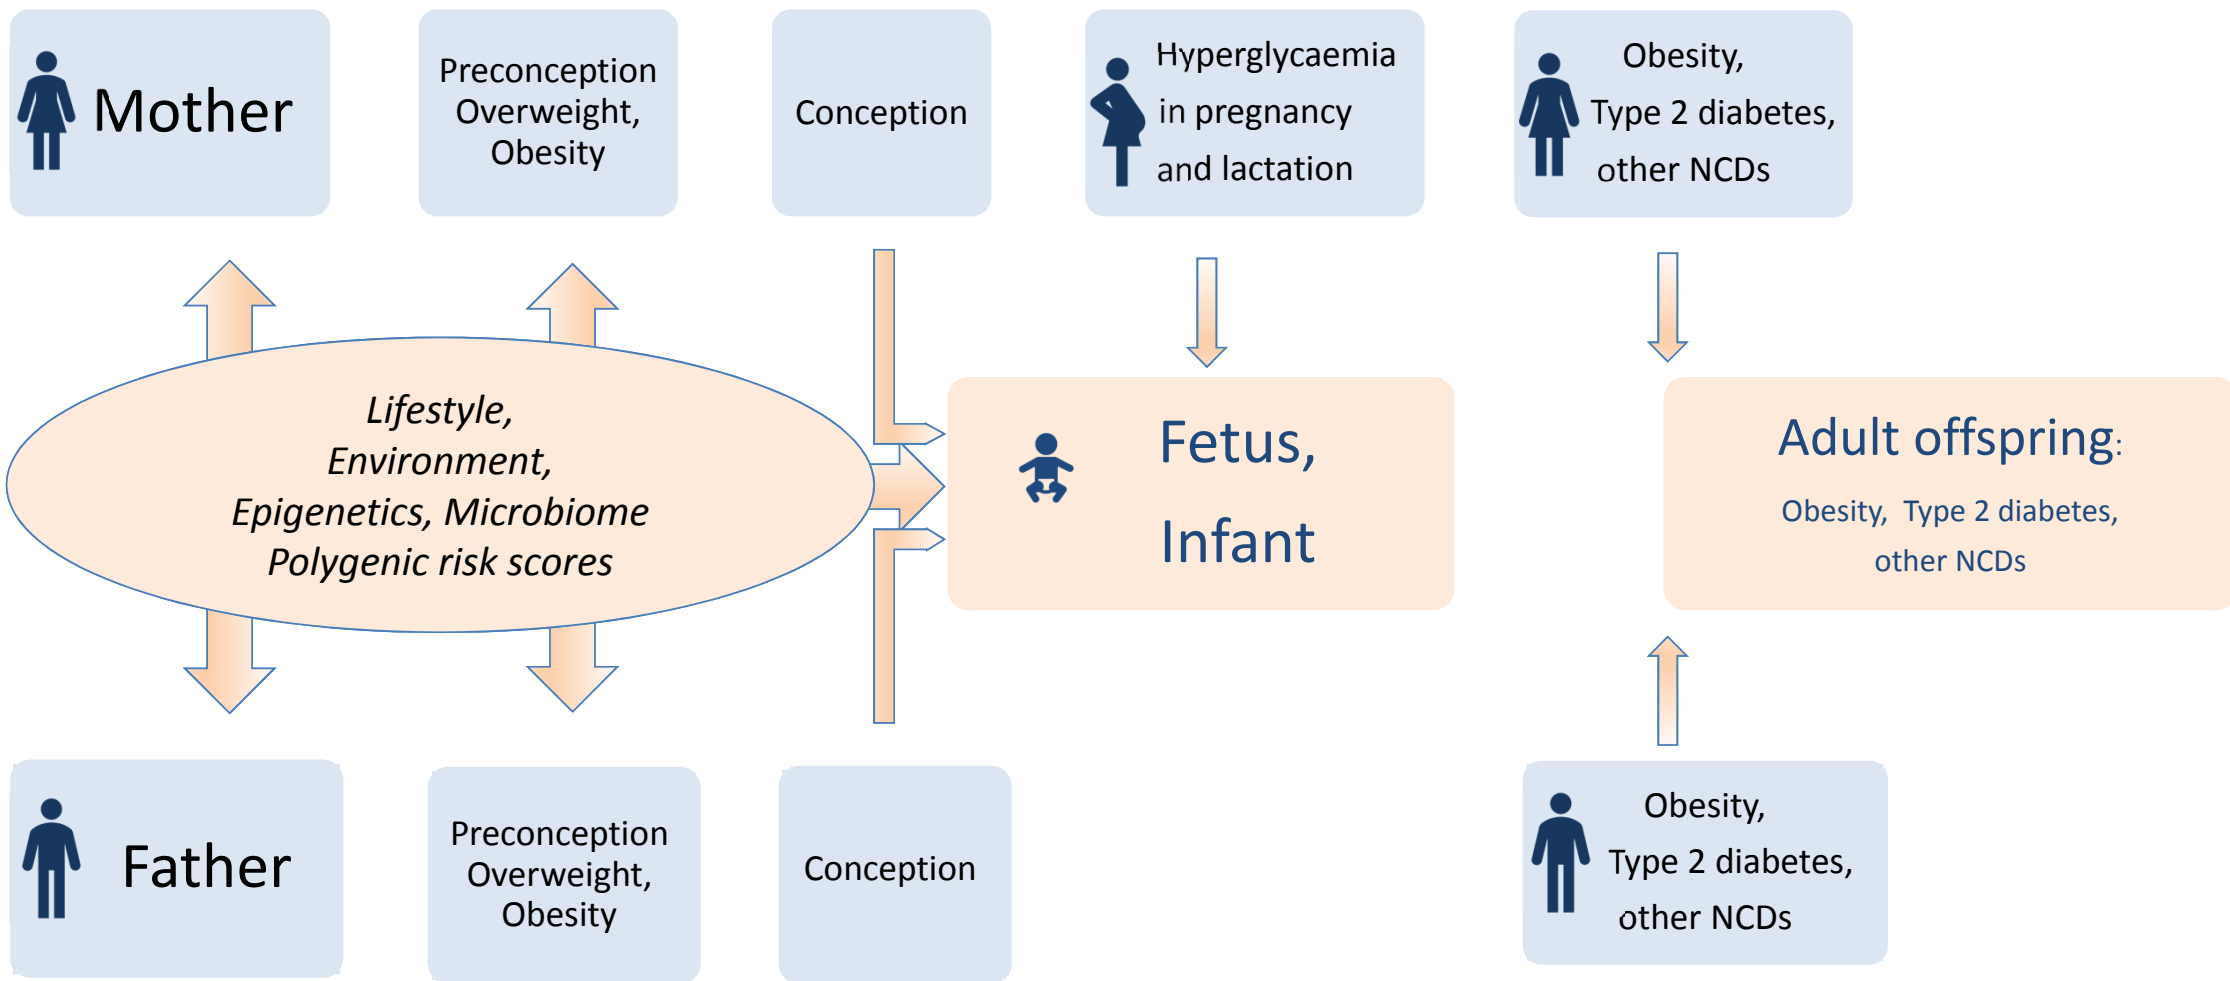 Mother
Preconception
Overweight,
Obesity
Conception
Hyperglycaemia
in pregnancy
and lactation
Obesity,
Type 2 diabetes,
other NCDs
Lifestyle,
Environment,
Epigenetics, Microbiome
Polygenic risk scores
Fetus,
Infant
Adult offspring:
Obesity, Type 2 diabetes,
other NCDs
Father
Preconception
Overweight,
Obesity
Conception
Obesity,
Type 2 diabetes,
other NCDs